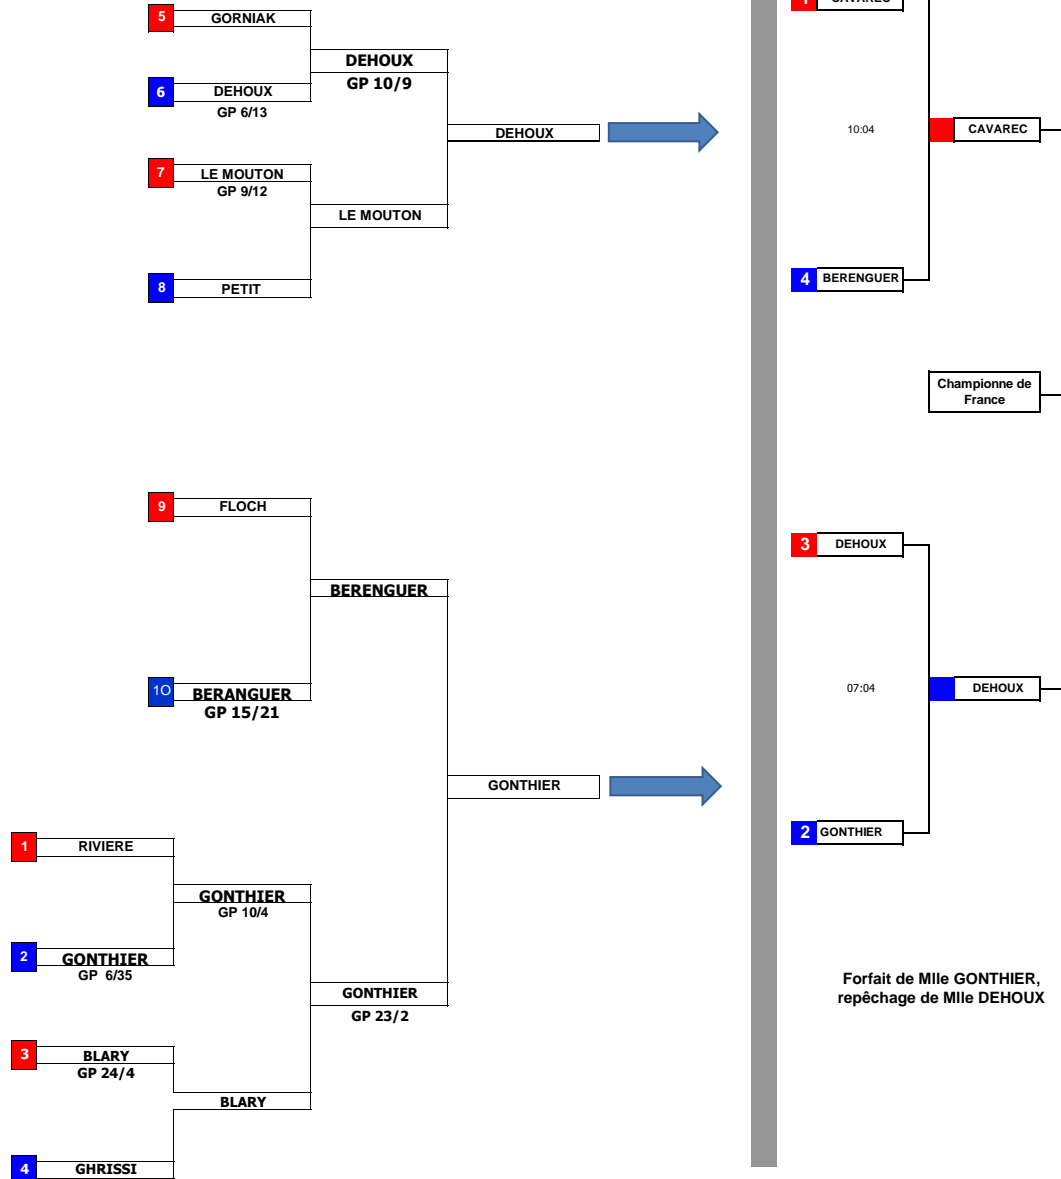 5 GORNIAK
DEHOUX
GP 10/9
6 DEHOUX
GP 6/13
DEHOUX
7 LE MOUTON
GP 9/12
LE MOUTON
8 PETIT
9 FLOCH
BERENGUER
1O BERANGUER
GP 15/21
GONTHIER
1 RIVIERE
GONTHIER
GP 10/4
2 GONTHIER
GP 6/35
GONTHIER
GP 23/2
3 BLARY
GP 24/4
BLARY
4 GHRISSI
CAVAREC
10:04
CAVAREC
4 BERENGUER
Championne de
France
3 DEHOUX
07:04
DEHOUX
2 GONTHIER
Forfait de Mlle GONTHIER,
repêchage de Mlle DEHOUX